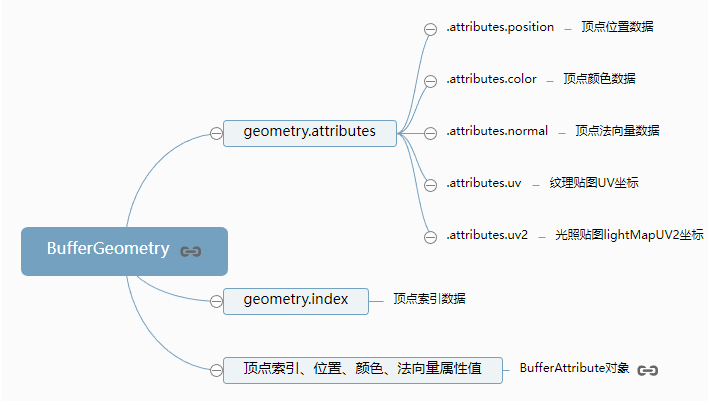 BufferGeometry
geometry.attributes
.attributes.position
顶点位置数据
.attributes.color
顶点颜色数据
.attributes.normal
顶点法向量数据
.attributes.uv
纹理贴图UV坐标
.attributes.uv2
光照贴图lightMapUV2坐标
geometry.index
顶点索引数据
顶点索引、位置、颜色、法向量属性值
BufferAttribute对象